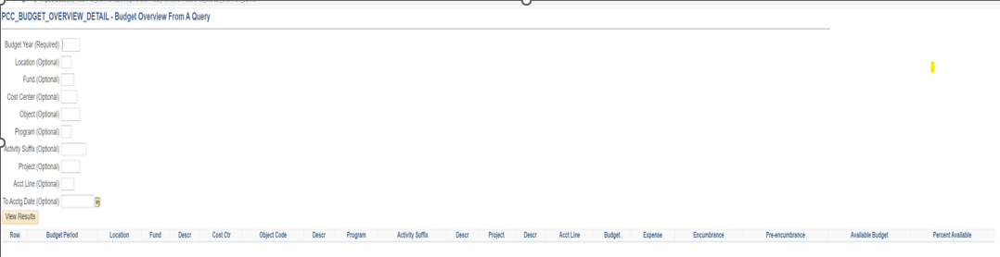 PCC_BUDGET_OVERVIEW_DETAIL - Budget Overview From A Query
Budget Year (Required)
Location (Optional)
Fund (Optional)
Cost Center (Optional)
Object (Optional)
Program (Optional)
Activity Suffix (Optional)
Project (Optional)
Acct Line (Optional)
To Acctg Date (Optional)
View Results
Row Budget Period Location Fund Descr Cost Ctr Object Code Descr Program Activity Suffix Descr Project Descr Acct Line Budget Expense Encumbrance Pre-encumbrance Available Budget Percent Available